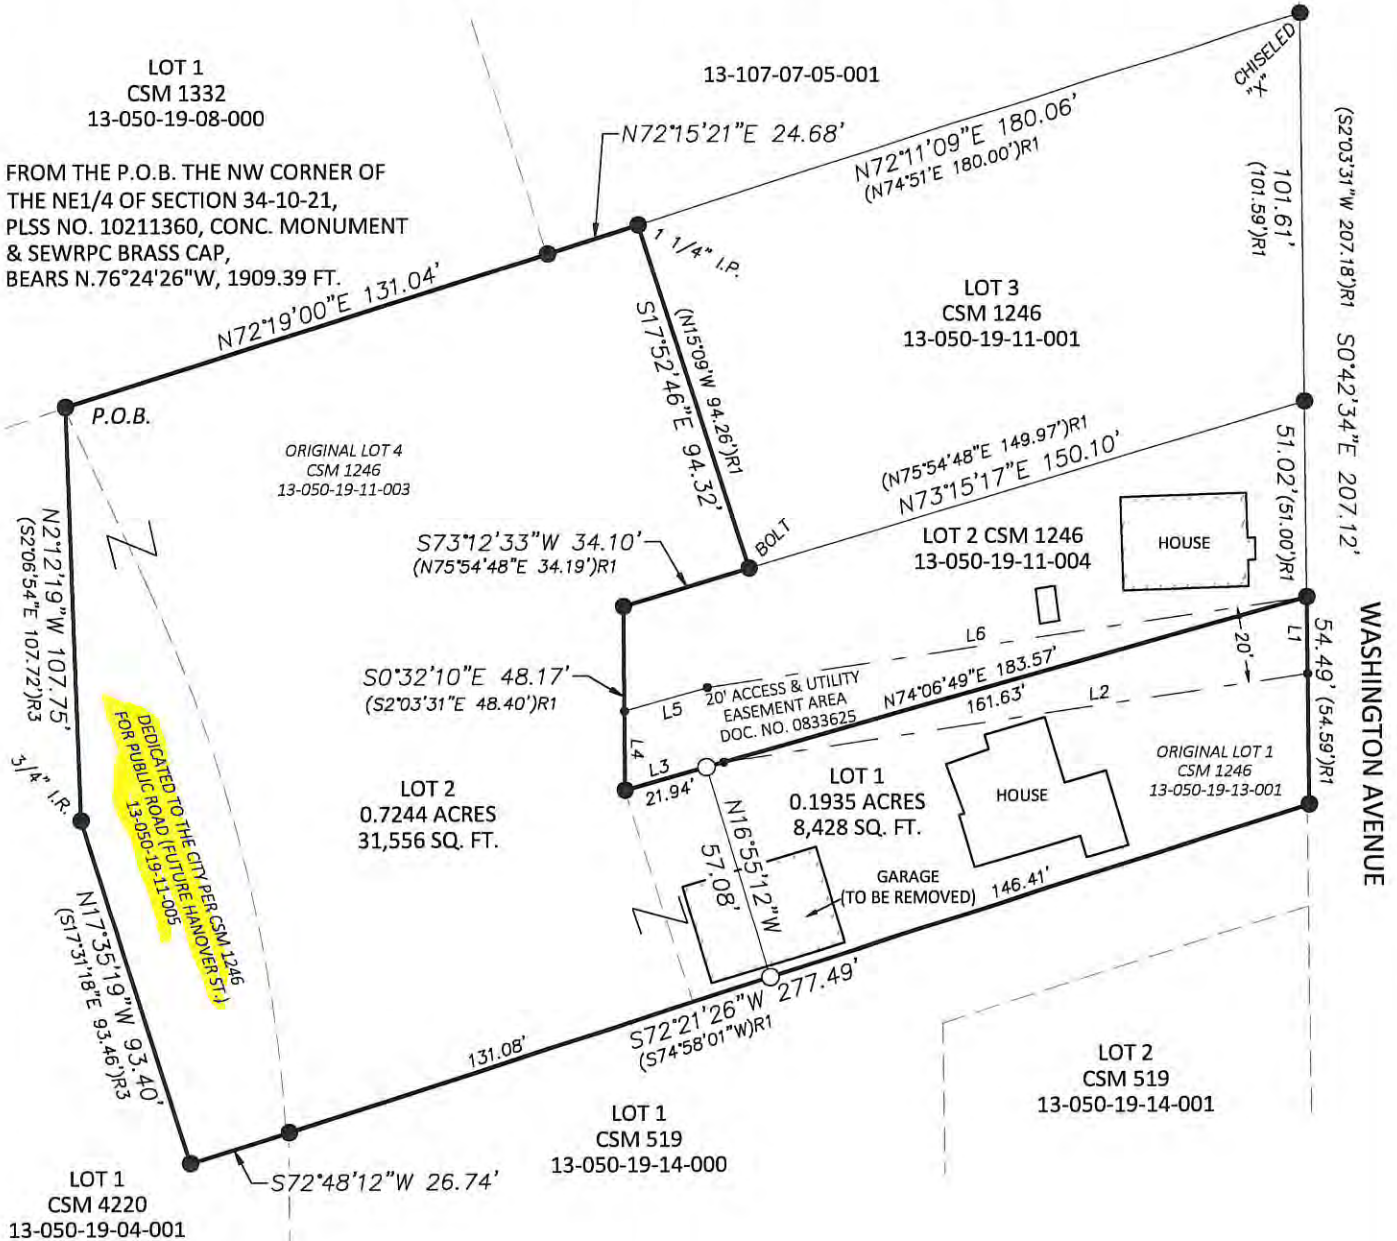 LOT 1
CSM 1332
13-050-19-08-000
13-107-07-05-001
CHISELED
"X"
N72°15'21"E 24.68'
N72°11'09"E 180.06'
(N74°51'E 180.00')R1
FROM THE P.O.B. THE NW CORNER OF
THE NE1/4 OF SECTION 34-10-21,
PLSS NO. 10211360, CONC. MONUMENT
& SEWRPC BRASS CAP,
BEARS N.76°24'26"W, 1909.39 FT.
101.61'
(101.59')R1
(S2°03'31"W 207.18')R1 S0°42'34"E 207.12'
1 1/4" I.P.
N72°19'00"E 131.04'
LOT 3
CSM 1246
13-050-19-11-001
S17°52'46"E 94.32'
(N15°09'W 94.26')R1
P.O.B.
ORIGINAL LOT 4
CSM 1246
13-050-19-11-003
(N75°54'48"E 149.97')R1
N73°15'17"E 150.10'
51.02'(51.00')R1
S73°12'33"W 34.10'
(N75°54'48"E 34.19')R1
BOLT
LOT 2 CSM 1246
13-050-19-11-004
HOUSE
N2°12'19"W 107.75'
(S2°06'54"E 107.72')R3
WASHINGTON AVENUE
L6
L1
20'
54.49' (54.59')R1
S0°32'10"E 48.17'
(S2°03'31"E 48.40')R1
L5
20' ACCESS & UTILITY
EASEMENT AREA
DOC. NO. 0833625
N74°06'49"E 183.57'
161.63'
L2
L4
L3
21.94'
3/4" I.R.
DEDICATED TO THE CITY PER CSM 1246
FOR PUBLIC ROAD (FUTURE HANOVER ST.)
13-050-19-11-005
LOT 2
0.7244 ACRES
31,556 SQ. FT.
LOT 1
0.1935 ACRES
8,428 SQ. FT.
HOUSE
ORIGINAL LOT 1
CSM 1246
13-050-19-13-001
N16°55'12"W
57.08'
GARAGE
(TO BE REMOVED)
146.41'
N17°35'19"W 93.40'
(S17°31'18"E 93.46')R3
S72°21'26"W 277.49'
(S74°58'01"W)R1
131.08'
LOT 2
CSM 519
13-050-19-14-001
LOT 1
CSM 519
13-050-19-14-000
S72°48'12"W 26.74'
LOT 1
CSM 4220
13-050-19-04-001